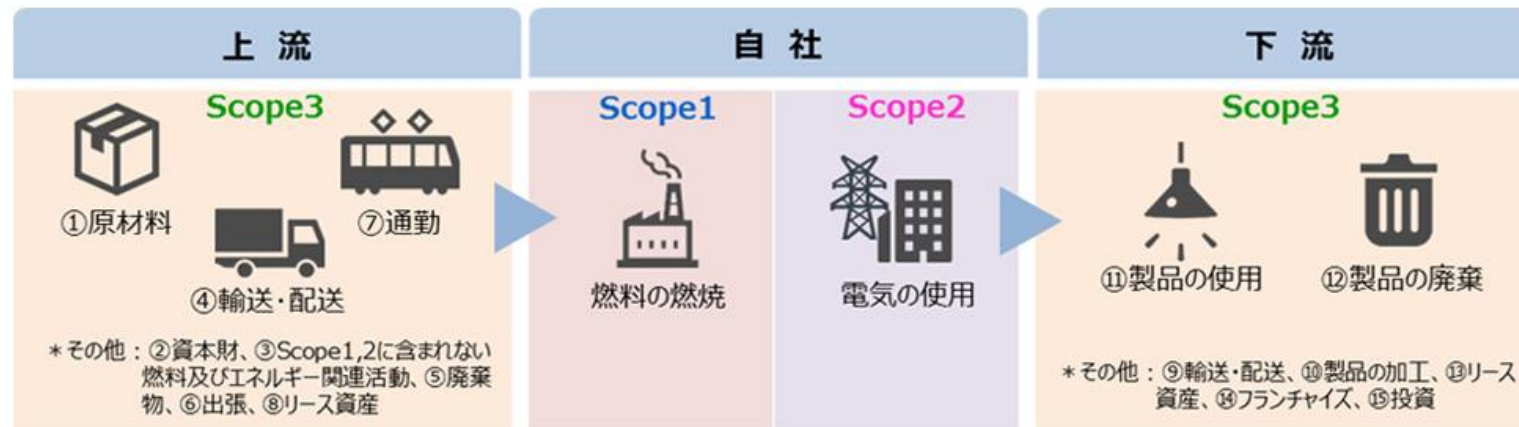 上 流
Scope3
①原材料
⑦通勤
④輸送・配送
*その他：②資本財、③Scope1,2に含まれない
燃料及びエネルギー関連活動、⑤廃棄
物、⑥出張、⑧リース資産
自 社
Scope1
燃料の燃焼
Scope2
電気の使用
下 流
Scope3
⑪製品の使用
⑫製品の廃棄
*その他：⑨輸送・配送、⑩製品の加工、⑬リース
資産、⑭フランチャイズ、⑮投資